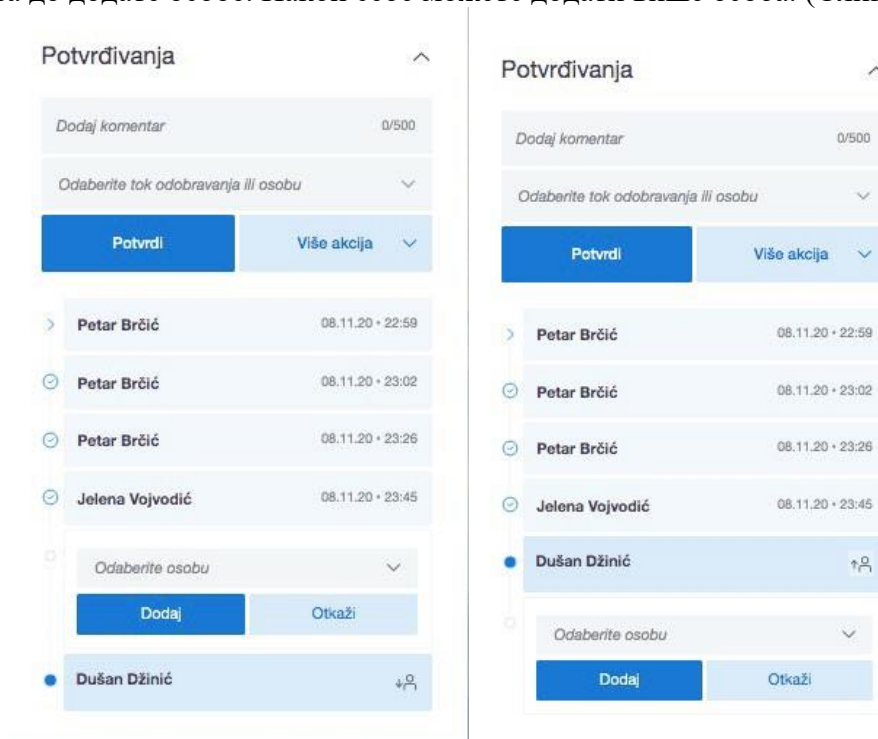 Potvrđivanja
Dodaj komentar 0/500
Odaberite tok odobravanja ili osobu
Potvrdi Više akcija
Petar Brčić 08.11.20 • 22:59
Petar Brčić 08.11.20 • 23:02
Petar Brčić 08.11.20 • 23:26
Jelena Vojvodić 08.11.20 • 23:45
Odaberite osobu
Dodaj Otkaži
Dušan Džinić
Potvrđivanja
Dodaj komentar 0/500
Odaberite tok odobravanja ili osobu
Potvrdi Više akcija
Petar Brčić 08.11.20 • 22:59
Petar Brčić 08.11.20 • 23:02
Petar Brčić 08.11.20 • 23:26
Jelena Vojvodić 08.11.20 • 23:45
Dušan Džinić
Odaberite osobu
Dodaj Otkaži